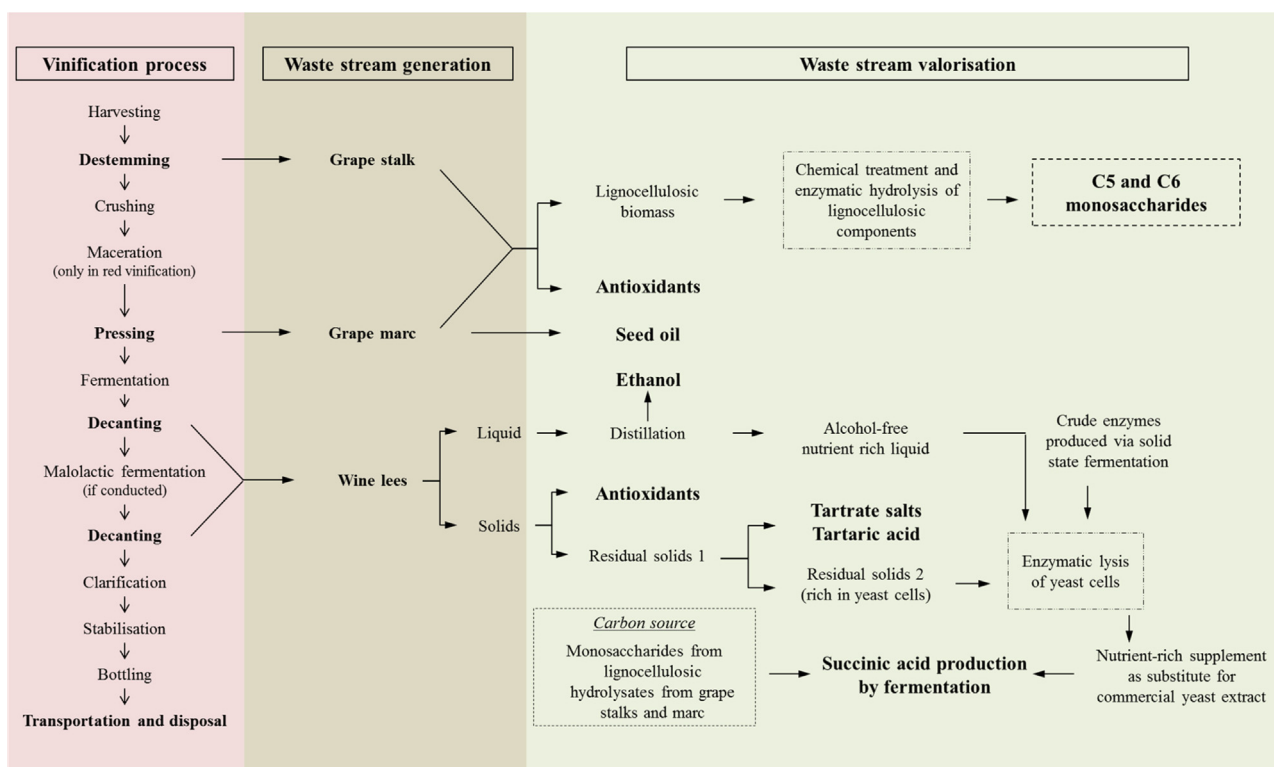 Vinification process
Harvesting
Destemming
Crushing
Maceration
(only in red vinification)
Pressing
Fermentation
Decanting
Malolactic fermentation
(if conducted)
Decanting
Clarification
Stabilisation
Bottling
Transportation and disposal
Waste stream generation
Grape stalk
Grape marc
Wine lees
Liquid
Solids
Waste stream valorisation
Lignocellulosic
biomass
Chemical treatment and
enzymatic hydrolysis of
lignocellulosic
components
C5 and C6
monosaccharides
Antioxidants
Seed oil
Ethanol
Distillation
Alcohol-free
nutrient rich liquid
Crude enzymes
produced via solid
state fermentation
Antioxidants
Residual solids 1
Tartrate salts
Tartaric acid
Residual solids 2
(rich in yeast cells)
Enzymatic lysis
of yeast cells
Carbon source
Monosaccharides from
lignocellulosic
hydrolysates from grape
stalks and marc
Succinic acid production
by fermentation
Nutrient-rich supplement
as substitute for
commercial yeast extract